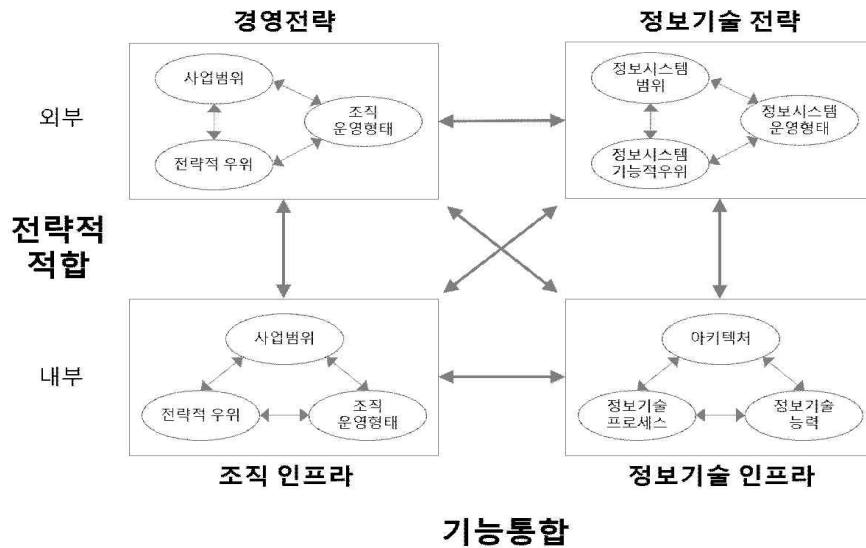 경영전략
정보기술 전략
외부
사업범위
조직
운영형태
전략적 우위
정보시스템
범위
정보시스템
운영형태
정보시스템
기능적우위
전략적
적합
내부
사업범위
전략적 우위
조직
운영형태
아키텍처
정보기술
프로세스
정보기술
능력
조직 인프라
정보기술 인프라
기능통합